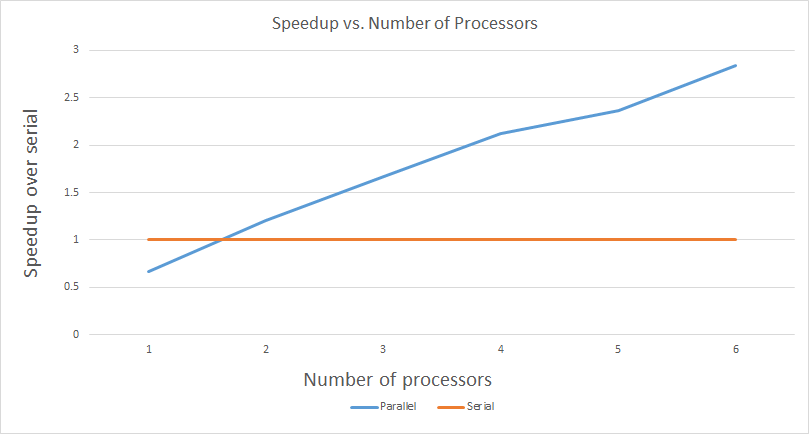 Speedup vs. Number of Processors
Speedup over serial
3
2.5
2
1.5
1
0.5
0
1 2 3 4 5 6
Number of processors
Parallel Serial